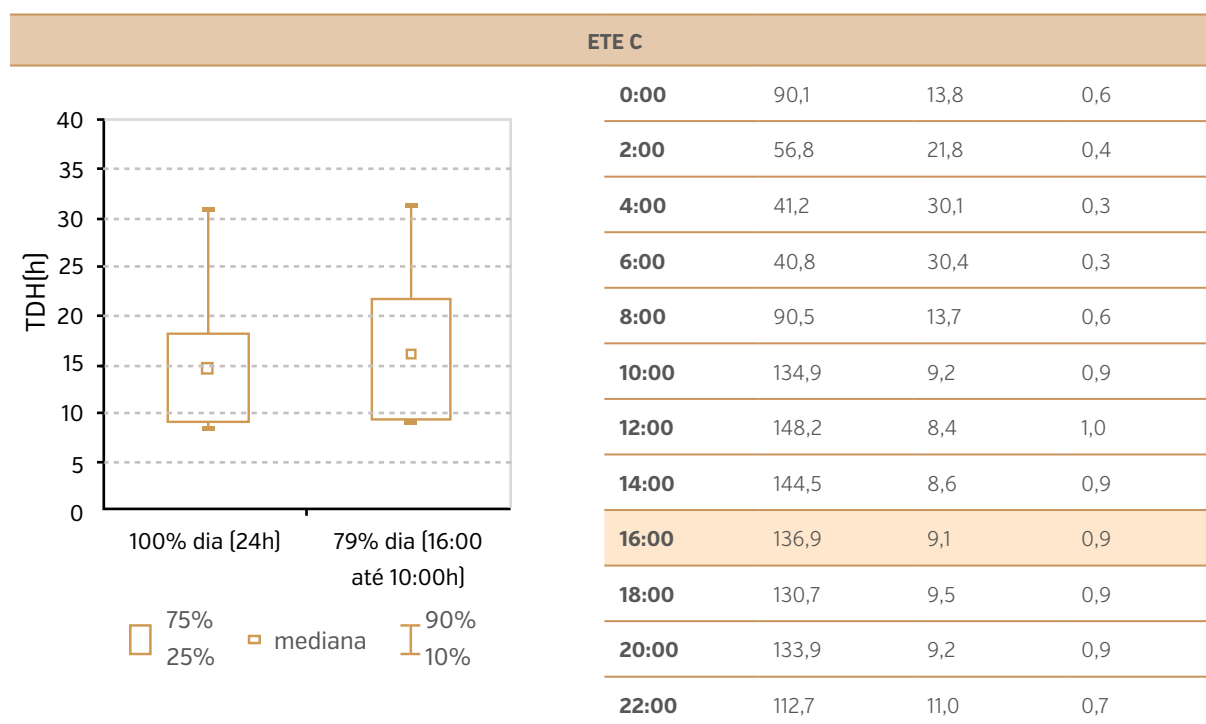 ETE C
40
35
30
25
20
15
10
5
0
TDH(h)
100% dia (24h)
79% dia (16:00
até 10:00h)
75%
25%
mediana
90%
10%
0:00 90,1 13,8 0,6
2:00 56,8 21,8 0,4
4:00 41,2 30,1 0,3
6:00 40,8 30,4 0,3
8:00 90,5 13,7 0,6
10:00 134,9 9,2 0,9
12:00 148,2 8,4 1,0
14:00 144,5 8,6 0,9
16:00 136,9 9,1 0,9
18:00 130,7 9,5 0,9
20:00 133,9 9,2 0,9
22:00 112,7 11,0 0,7